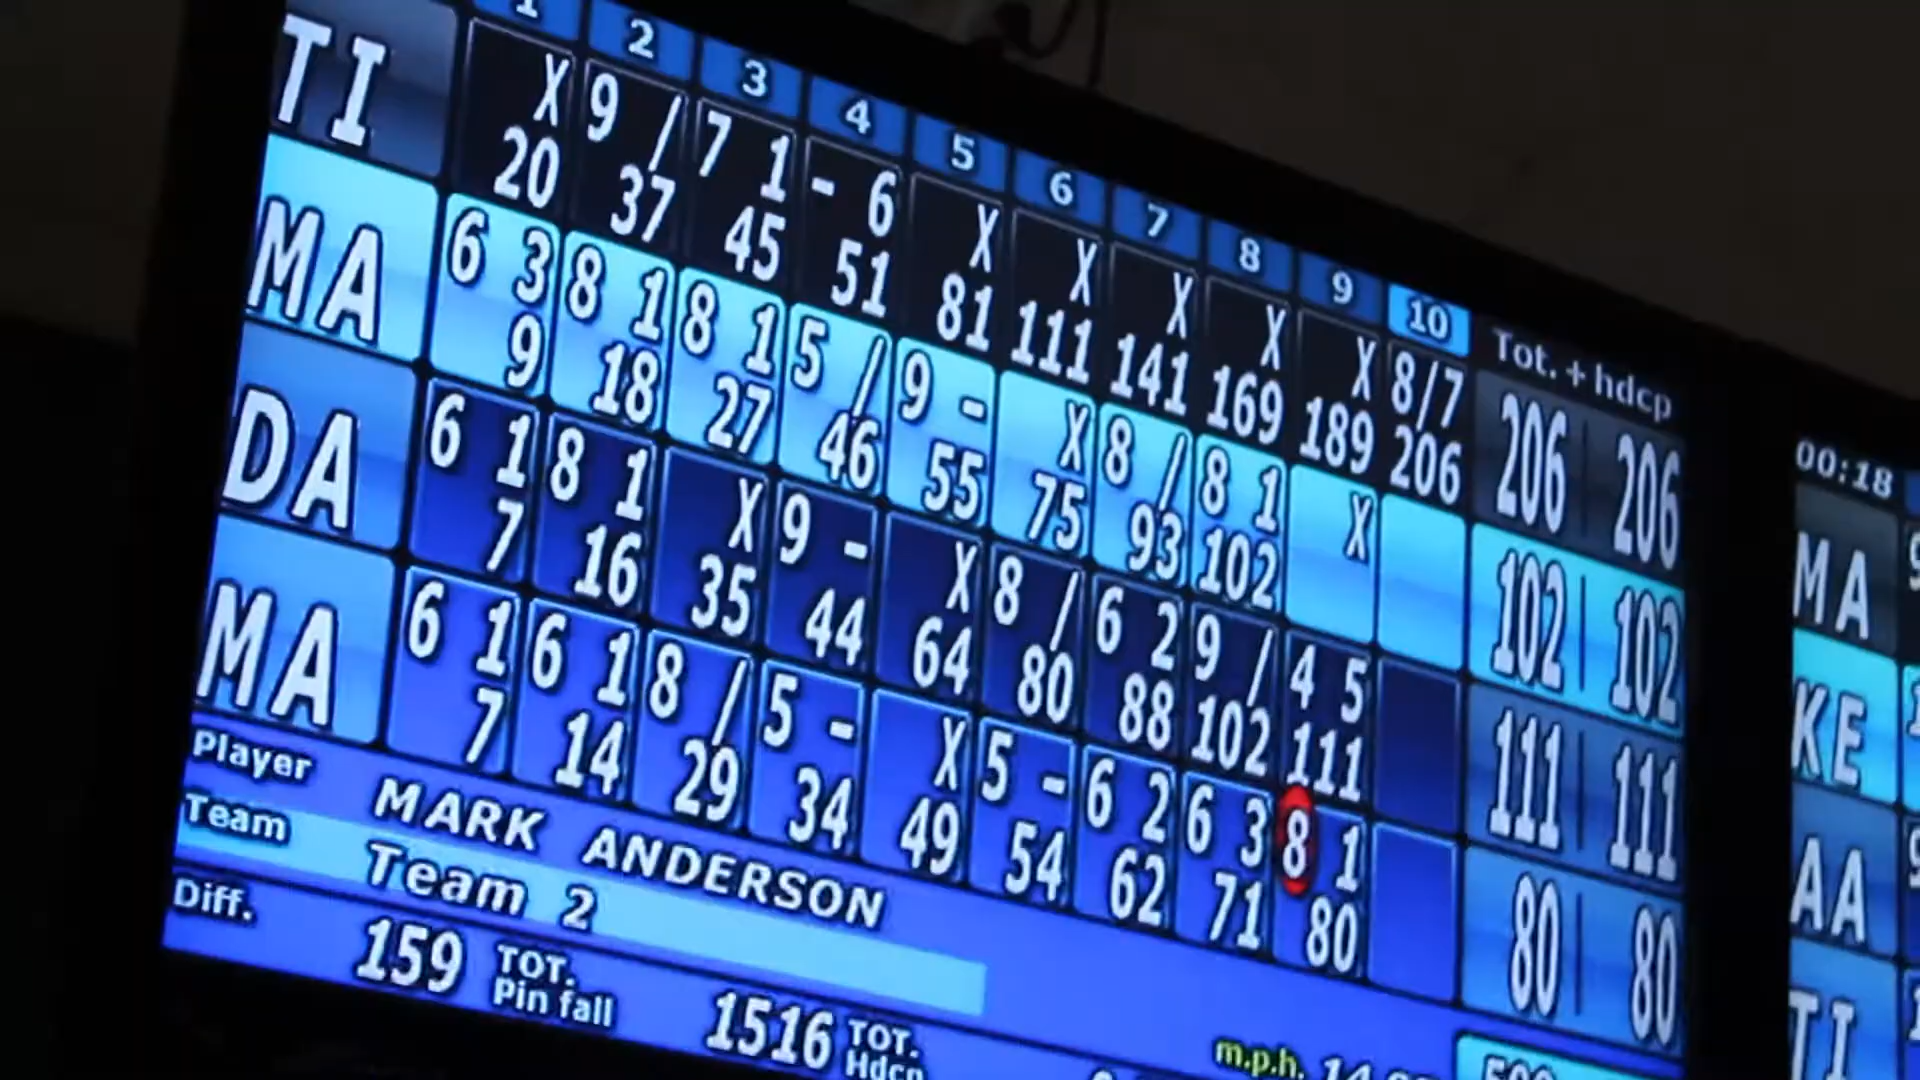 1 2 3 4 5 6 7 8 9 10 Tot. + hdcp
TI X 9 / 7 1 - 6 X X X X X 8/7
20 37 45 51 81 111 141 169 189 206 206 206
MA 6 3 8 1 8 1 5 / 9 - X 8 / 8 1 X
9 18 27 46 55 75 93 102 102 102
DA 6 1 8 1 X 9 - X 8 / 6 2 9 / 4 5
7 16 35 44 64 80 88 102 111 111 111
MA 6 1 6 1 8 / 5 - X 5 - 6 2 6 3 8 1
7 14 29 34 49 54 62 71 80 80 80
Player MARK ANDERSON
Team Team 2
Diff. 159 TOT. Pin fall 1516 TOT. Hdcp
m.p.h.
00:18
MA
KE
AA
TI